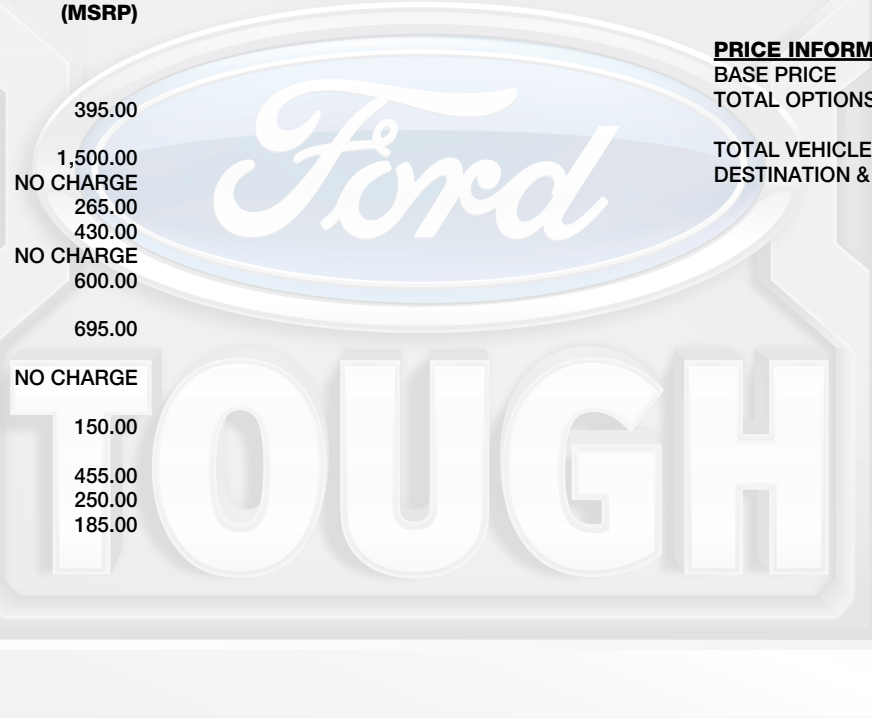 (MSRP)
395.00
1,500.00
NO CHARGE
265.00
430.00
NO CHARGE
600.00
695.00
NO CHARGE
150.00
455.00
250.00
185.00
PRICE INFORM
BASE PRICE
TOTAL OPTIONS
TOTAL VEHICLE
DESTINATION &
Ford
TOUGH